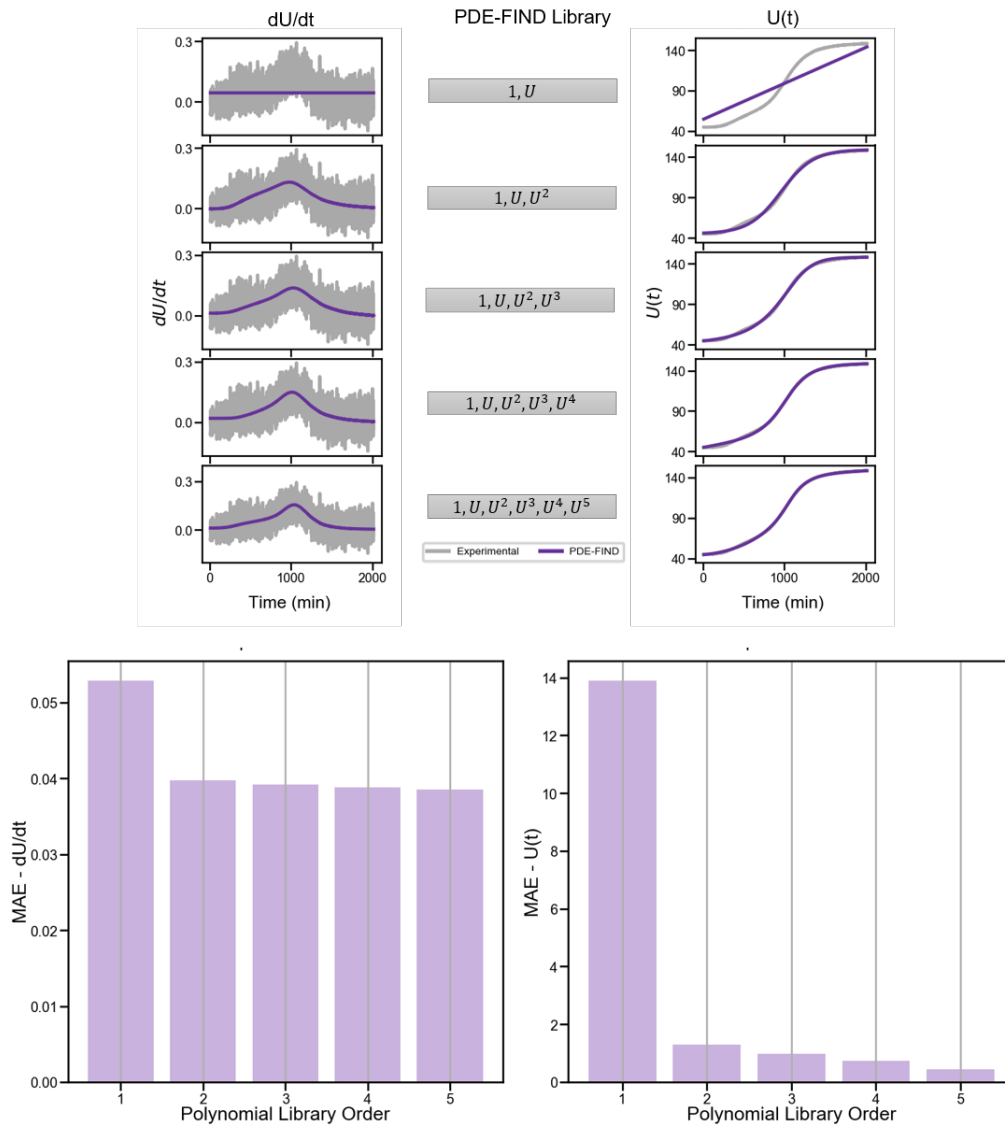 dU/dt
PDE-FIND Library
U(t)
0.3
0.0
1, U
140
90
40
0.3
0.0
1, U, U²
140
90
40
0.3
0.0
dU/dt
1, U, U², U³
140
90
40
U(t)
0.3
0.0
1, U, U², U³, U⁴
140
90
40
0.3
0.0
1, U, U², U³, U⁴, U⁵
140
90
40
Experimental
PDE-FIND
0 1000 2000
Time (min)
0 1000 2000
Time (min)
0.05
0.04
0.03
0.02
0.01
0.00
MAE - dU/dt
1 2 3 4 5
Polynomial Library Order
14
12
10
8
6
4
2
0
MAE - U(t)
1 2 3 4 5
Polynomial Library Order